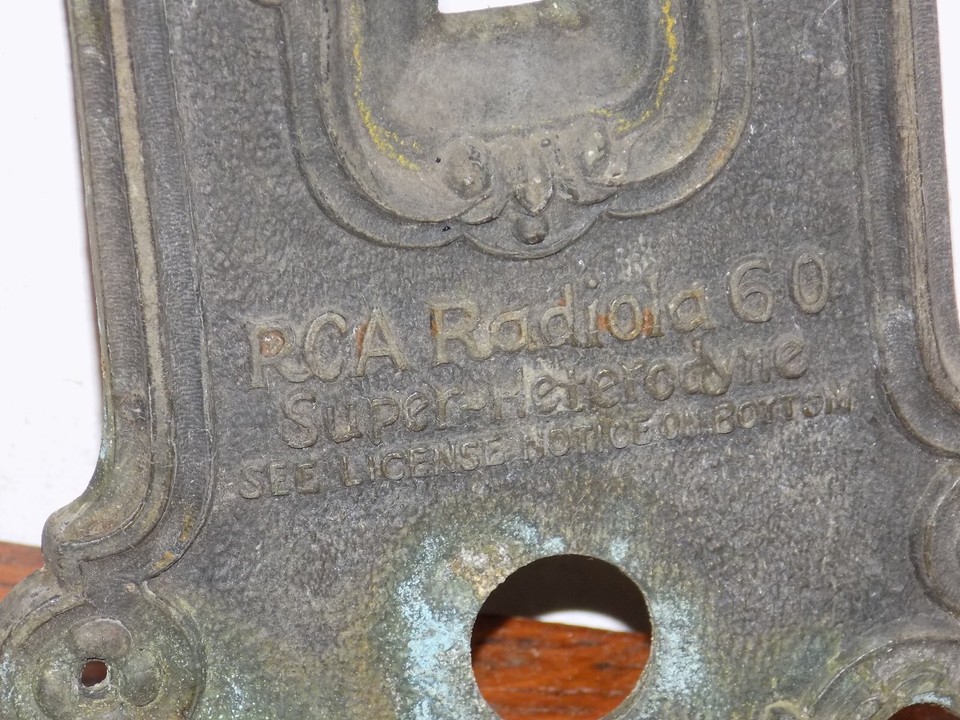 RCA Radiola 60
Super-Heterodyne
SEE LICENSE NOTICE ON BOTTOM